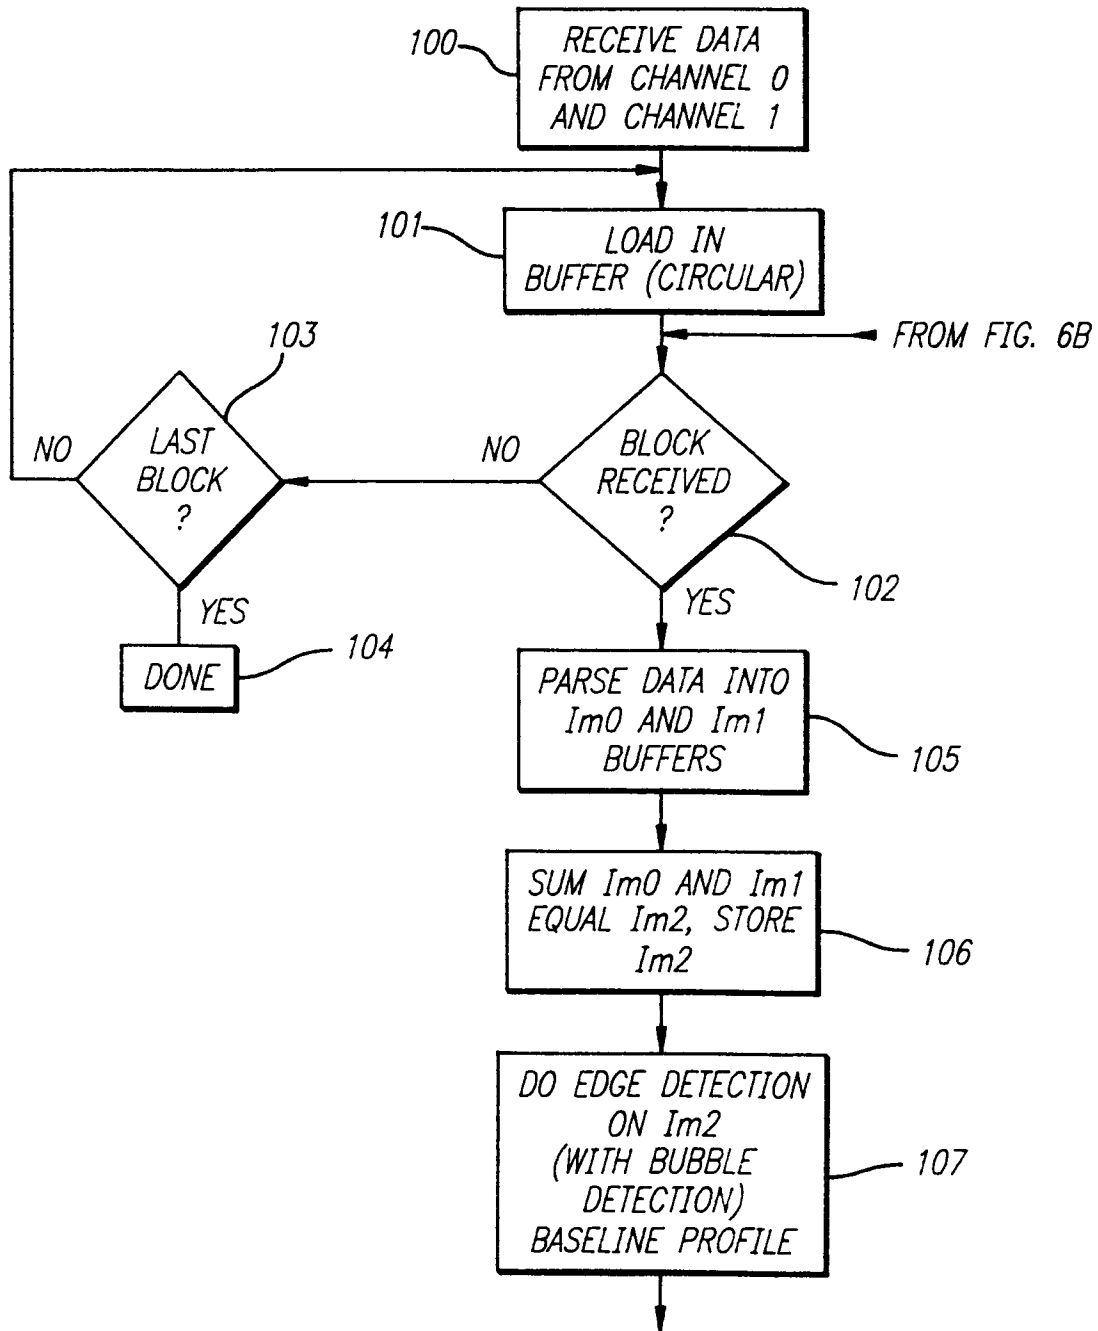 100
RECEIVE DATA
FROM CHANNEL 0
AND CHANNEL 1
101
LOAD IN
BUFFER (CIRCULAR)
FROM FIG. 6B
103
NO
LAST
BLOCK
?
NO
BLOCK
RECEIVED
?
102
YES
YES
DONE
104
PARSE DATA INTO
Im0 AND Im1
BUFFERS
105
SUM Im0 AND Im1
EQUAL Im2, STORE
Im2
106
DO EDGE DETECTION
ON Im2
(WITH BUBBLE
DETECTION)
BASELINE PROFILE
107